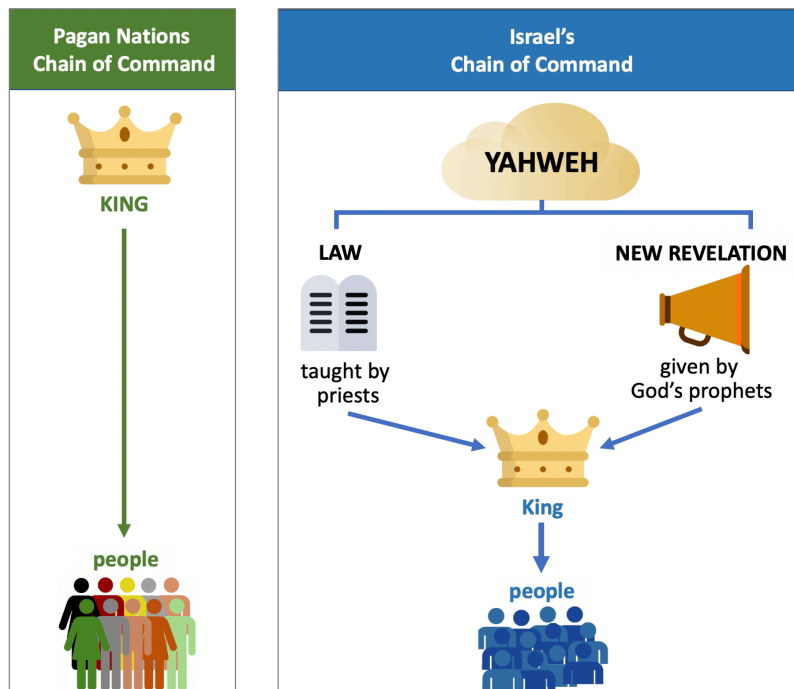 Pagan Nations
Chain of Command
KING
people
Israel’s
Chain of Command
YAHWEH
LAW
taught by
priests
NEW REVELATION
given by
God’s prophets
King
people